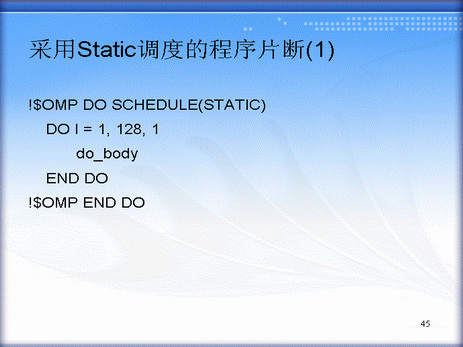 采用Static调度的程序片断(1)
!$OMP DO SCHEDULE(STATIC)
DO I = 1, 128, 1
do_body
END DO
!$OMP END DO
45